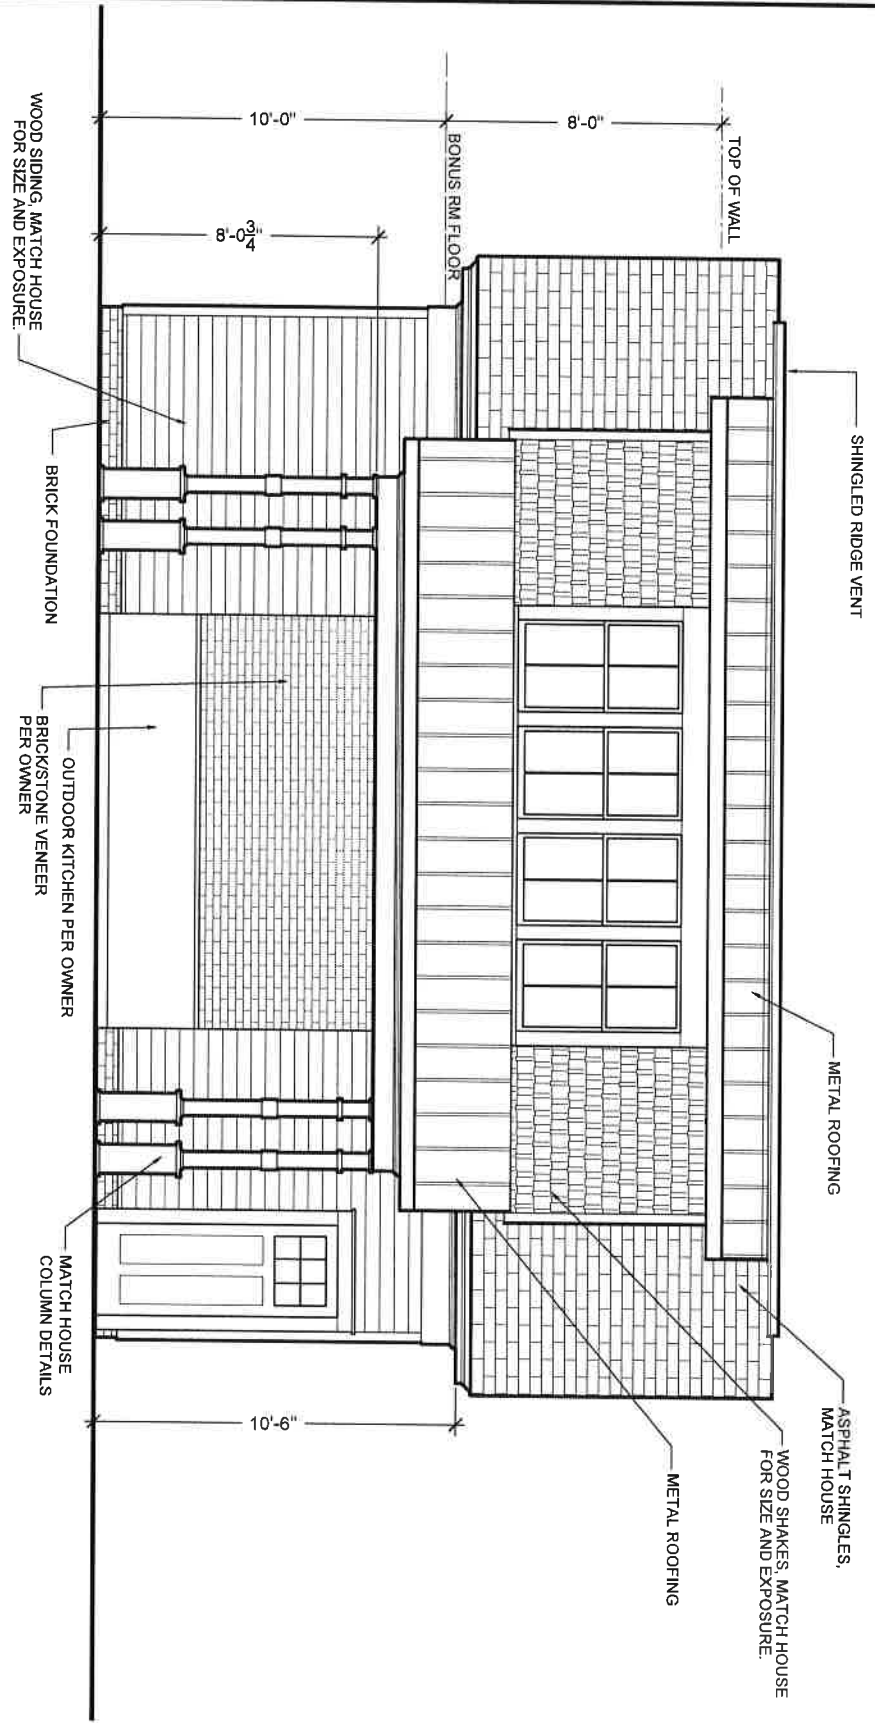 SHINGLED RIDGE VENT
METAL ROOFING
ASPHALT SHINGLES,
MATCH HOUSE
WOOD SHAKES, MATCH HOUSE
FOR SIZE AND EXPOSURE.
METAL ROOFING
TOP OF WALL
8'-0"
BONUS RM FLOOR
10'-0"
8'-0 3/4"
10'-6"
WOOD SIDING, MATCH HOUSE
FOR SIZE AND EXPOSURE.
BRICK FOUNDATION
BRICK/STONE VENEER
PER OWNER
OUTDOOR KITCHEN PER OWNER
MATCH HOUSE
COLUMN DETAILS